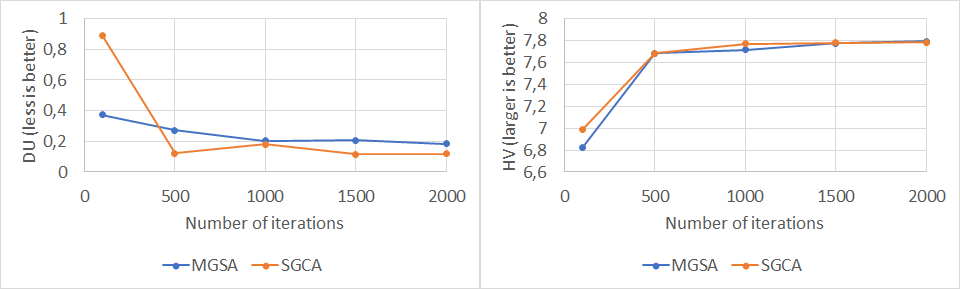 DU (less is better)
1
0,8
0,6
0,4
0,2
0
0 500 1000 1500 2000
Number of iterations
MGSA SGCA
HV (larger is better)
8
7,8
7,6
7,4
7,2
7
6,8
6,6
0 500 1000 1500 2000
Number of iterations
MGSA SGCA